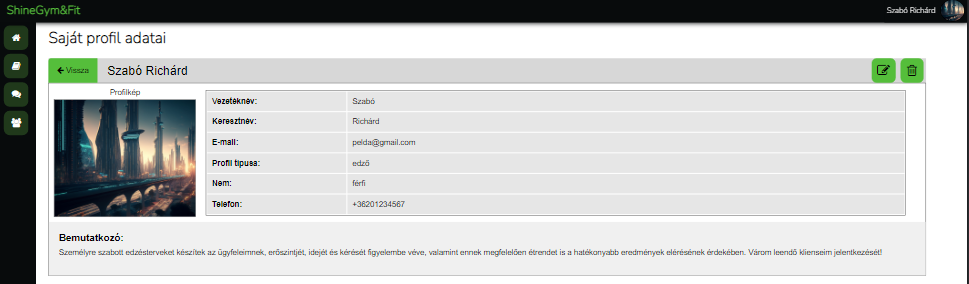 ShineGym&Fit
Szabó Richárd
Saját profil adatai
Vissza
Szabó Richárd
Profilkép
Vezetéknév: Szabó
Keresztnév: Richárd
E-mail: pelda@gmail.com
Profil típusa: edző
Nem: férfi
Telefon: +36201234567
Bemutatkozó:
Személyre szabott edzésterveket készítek az ügyfeleimnek, erőszintjét, idejét és kérését figyelembe véve, valamint ennek megfelelően étrendet is a hatékonyabb eredmények elérésének érdekében. Várom leendő klienseim jelentkezését!